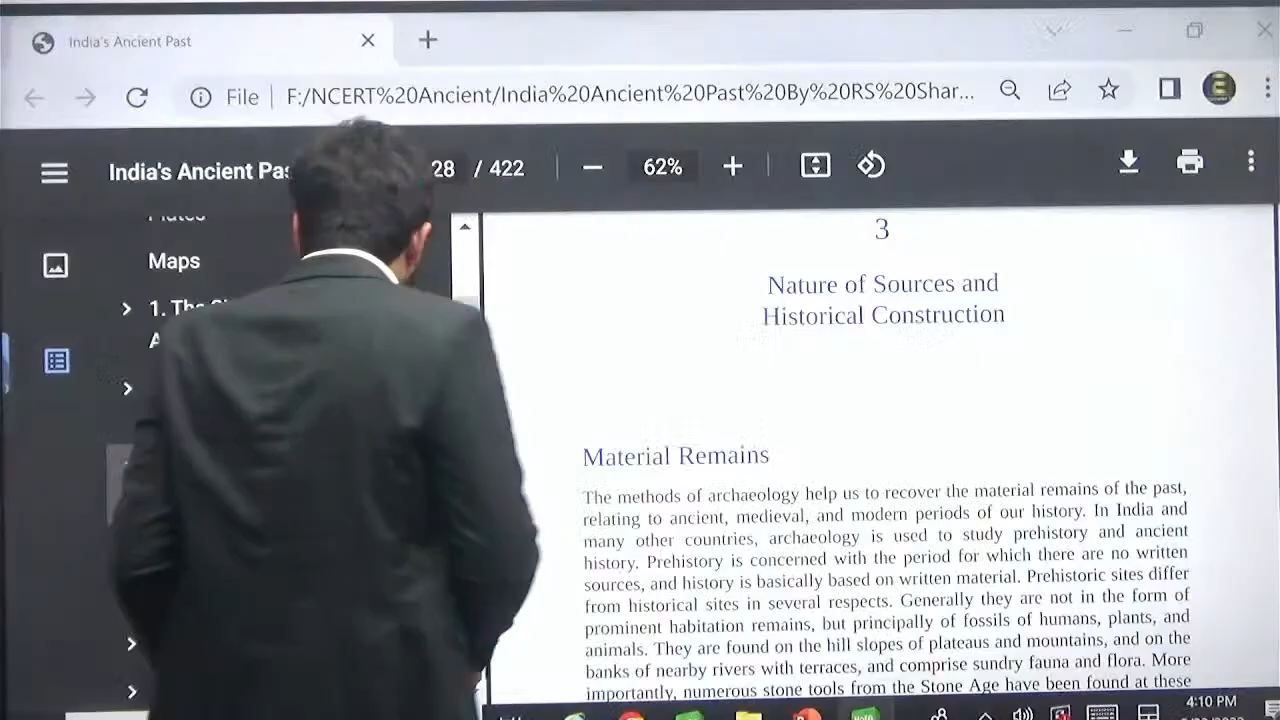 India's Ancient Past
File
F:/NCERT%20Ancient/India%20Ancient%20Past%20By%20RS%20Shar...
India's Ancient Pas
28 / 422
62%
Maps
1. The
3
Nature of Sources and
Historical Construction
Material Remains
The methods of archaeology help us to recover the material remains of the past,
relating to ancient, medieval, and modern periods of our history. In India and
many other countries, archaeology is used to study prehistory and ancient
history. Prehistory is concerned with the period for which there are no written
sources, and history is basically based on written material. Prehistoric sites differ
from historical sites in several respects. Generally they are not in the form of
prominent habitation remains, but principally of fossils of humans, plants, and
animals. They are found on the hill slopes of plateaus and mountains, and on the
banks of nearby rivers with terraces, and comprise sundry fauna and flora. More
importantly, numerous stone tools from the Stone Age have been found at these
4:10 PM